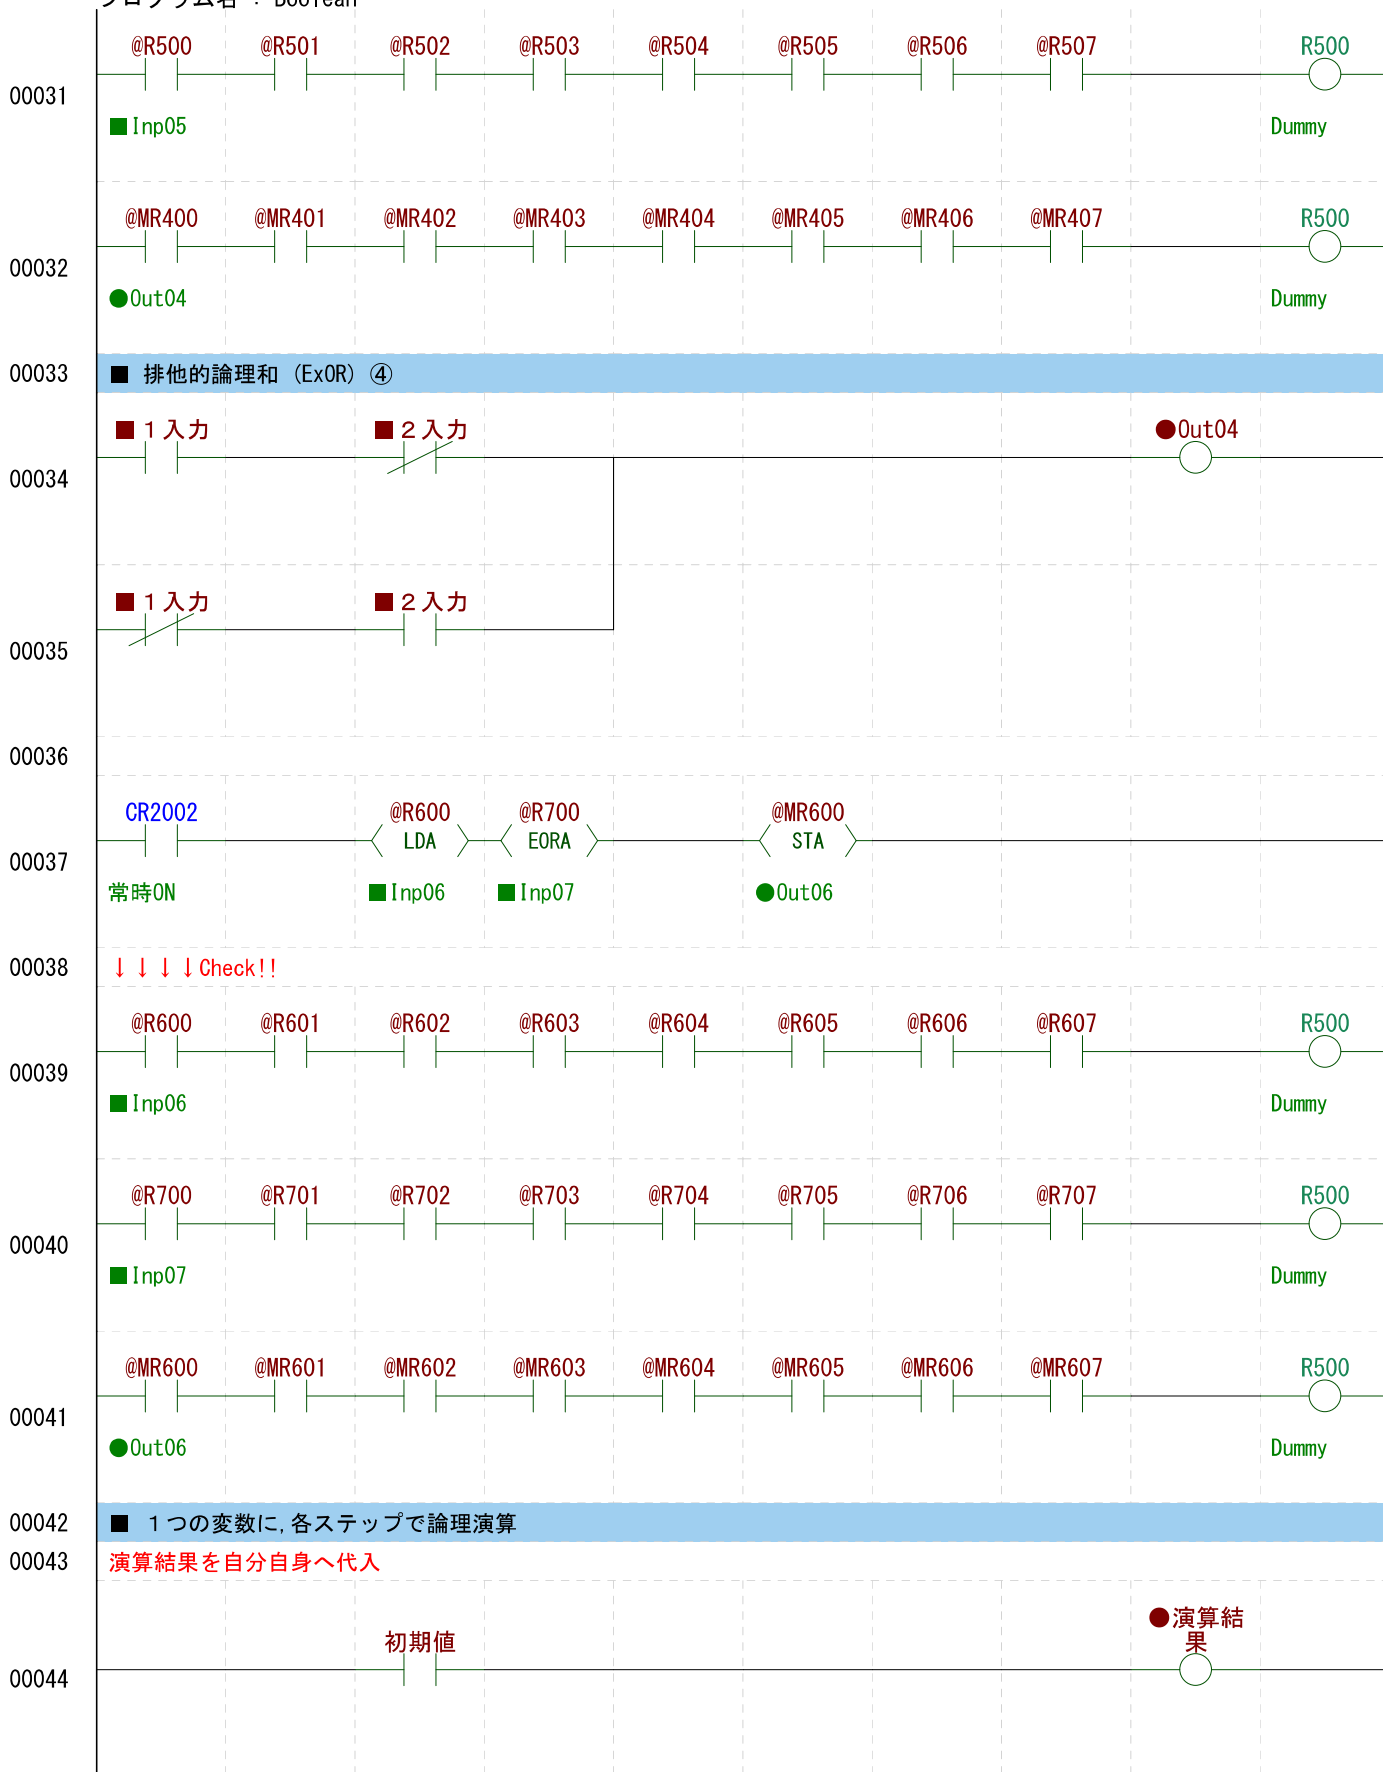 プログラム名 : Boolean
@R500 @R501 @R502 @R503 @R504 @R505 @R506 @R507 R500
00031
■Inp05 Dummy
@MR400 @MR401 @MR402 @MR403 @MR404 @MR405 @MR406 @MR407 R500
00032
●Out04 Dummy
00033 ■ 排他的論理和 (ExOR) ④
■１入力 ■２入力 ●Out04
00034
■１入力 ■２入力
00035
00036
CR2002 @R600 @R700 @MR600
LDA EORA STA
00037
常時ON ■Inp06 ■Inp07 ●Out06
00038 ↓↓↓↓Check!!
@R600 @R601 @R602 @R603 @R604 @R605 @R606 @R607 R500
00039
■Inp06 Dummy
@R700 @R701 @R702 @R703 @R704 @R705 @R706 @R707 R500
00040
■Inp07 Dummy
@MR600 @MR601 @MR602 @MR603 @MR604 @MR605 @MR606 @MR607 R500
00041
●Out06 Dummy
00042 ■ １つの変数に,各ステップで論理演算
00043 演算結果を自分自身へ代入
初期値 ●演算結
果
00044